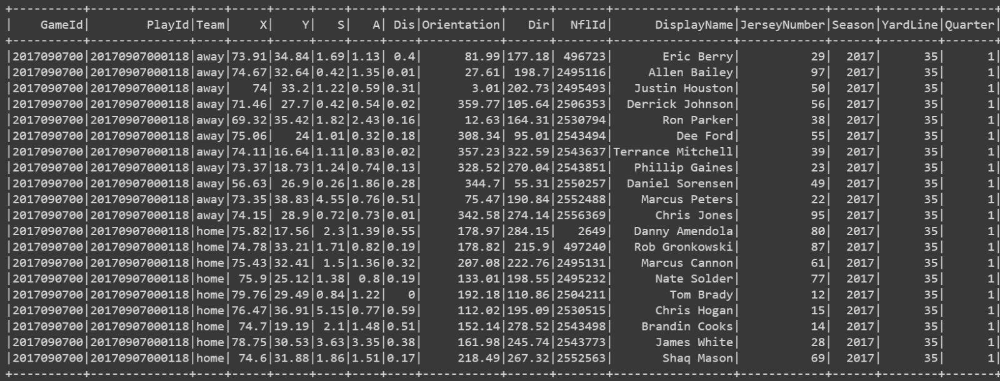 +----------+--------------+----+-----+-----+----+----+----+-----------+------+-------+-----------------+------------+------+--------+-------+
|    GameId|        PlayId|Team|    X|    Y|   S|   A| Dis|Orientation|   Dir|  NflId|      DisplayName|JerseyNumber|Season|YardLine|Quarter|
+----------+--------------+----+-----+-----+----+----+----+-----------+------+-------+-----------------+------------+------+--------+-------+
|2017090700|20170907000118|away|73.91|34.84|1.69|1.13| 0.4|      81.99|177.18| 496723|       Eric Berry|          29|  2017|      35|      1|
|2017090700|20170907000118|away|74.67|32.64|0.42|1.35|0.01|      27.61| 198.7|2495116|     Allen Bailey|          97|  2017|      35|      1|
|2017090700|20170907000118|away|   74| 33.2|1.22|0.59|0.31|       3.01|202.73|2495493|   Justin Houston|          50|  2017|      35|      1|
|2017090700|20170907000118|away|71.46| 27.7|0.42|0.54|0.02|     359.77|105.64|2506353|  Derrick Johnson|          56|  2017|      35|      1|
|2017090700|20170907000118|away|69.32|35.42|1.82|2.43|0.16|      12.63|164.31|2530794|       Ron Parker|          38|  2017|      35|      1|
|2017090700|20170907000118|away|75.06|   24|1.01|0.32|0.18|     308.34| 95.01|2543494|         Dee Ford|          55|  2017|      35|      1|
|2017090700|20170907000118|away|74.11|16.64|1.11|0.83|0.02|     357.23|322.59|2543637|Terrance Mitchell|          39|  2017|      35|      1|
|2017090700|20170907000118|away|73.37|18.73|1.24|0.74|0.13|     328.52|270.04|2543851|   Phillip Gaines|          23|  2017|      35|      1|
|2017090700|20170907000118|away|56.63| 26.9|0.26|1.86|0.28|      344.7| 55.31|2550257|  Daniel Sorensen|          49|  2017|      35|      1|
|2017090700|20170907000118|away|73.35|38.83|4.55|0.76|0.51|      75.47|190.84|2552488|    Marcus Peters|          22|  2017|      35|      1|
|2017090700|20170907000118|away|74.15| 28.9|0.72|0.73|0.01|     342.58|274.14|2556369|      Chris Jones|          95|  2017|      35|      1|
|2017090700|20170907000118|home|75.82|17.56| 2.3|1.39|0.55|     178.97|284.15|   2649|   Danny Amendola|          80|  2017|      35|      1|
|2017090700|20170907000118|home|74.78|33.21|1.71|0.82|0.19|     178.82| 215.9| 497240|   Rob Gronkowski|          87|  2017|      35|      1|
|2017090700|20170907000118|home|75.43|32.41| 1.5|1.36|0.32|     207.08|222.76|2495131|    Marcus Cannon|          61|  2017|      35|      1|
|2017090700|20170907000118|home| 75.9|25.12|1.38| 0.8|0.19|     133.01|198.55|2495232|      Nate Solder|          77|  2017|      35|      1|
|2017090700|20170907000118|home|79.76|29.49|0.84|1.22|   0|     192.18|110.86|2504211|        Tom Brady|          12|  2017|      35|      1|
|2017090700|20170907000118|home|76.47|36.91|5.15|0.77|0.59|     112.02|195.09|2530515|      Chris Hogan|          15|  2017|      35|      1|
|2017090700|20170907000118|home| 74.7|19.19| 2.1|1.48|0.51|     152.14|278.52|2543498|    Brandin Cooks|          14|  2017|      35|      1|
|2017090700|20170907000118|home|78.75|30.53|3.63|3.35|0.38|     161.98|245.74|2543773|      James White|          28|  2017|      35|      1|
|2017090700|20170907000118|home| 74.6|31.88|1.86|1.51|0.17|     218.49|267.32|2552563|       Shaq Mason|          69|  2017|      35|      1|
+----------+--------------+----+-----+-----+----+----+----+-----------+------+-------+-----------------+------------+------+--------+-------+